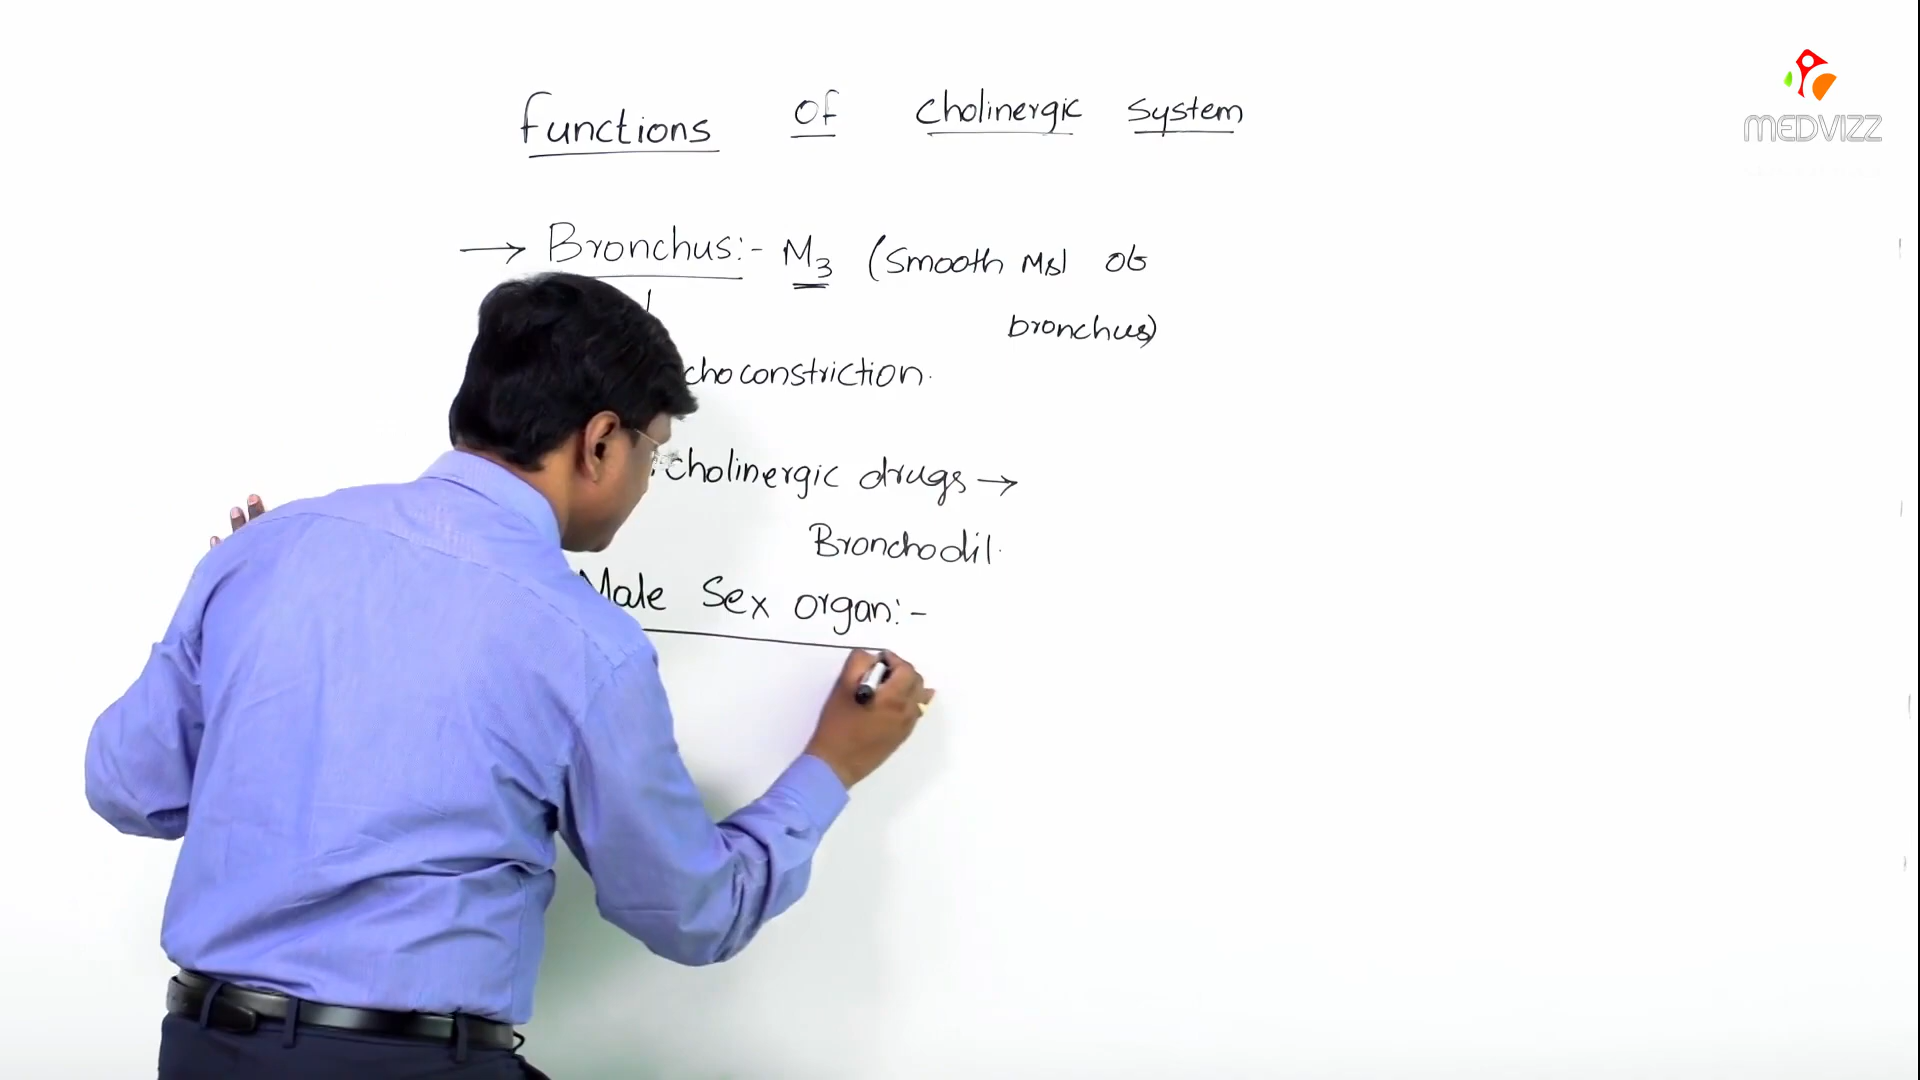 Functions of Cholinergic System
MEDVIZZ
→ Bronchus:- M3 (Smooth Msl of
bronchus)
choconstriction.
cholinergic drugs →
Bronchodil.
Male Sex organ:-